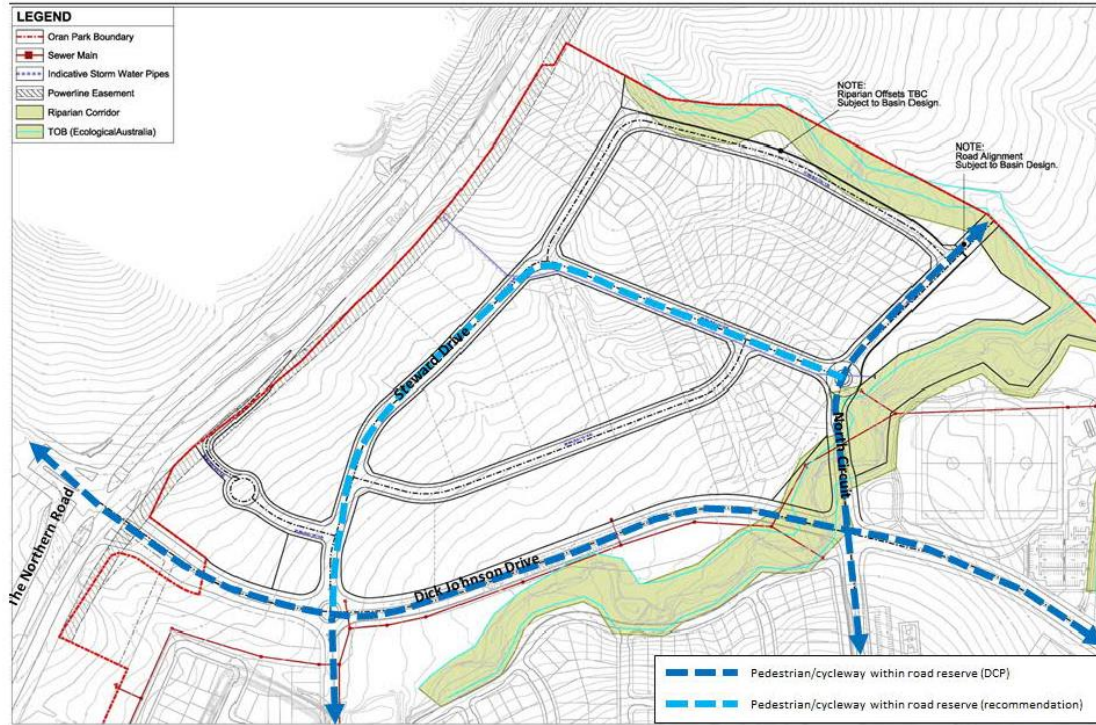 LEGEND
Oran Park Boundary
Sewer Main
Indicative Storm Water Pipes
Powerline Easement
Riparian Corridor
TOB (EcologicalAustralia)
NOTE:
Riparian Offsets TBC
Subject to Basin Design.
NOTE:
Road Alignment
Subject to Basin Design.
Steward Drive
North Circuit
The Northern Road
Dick Johnson Drive
Pedestrian/cycleway within road reserve (DCP)
Pedestrian/cycleway within road reserve (recommendation)